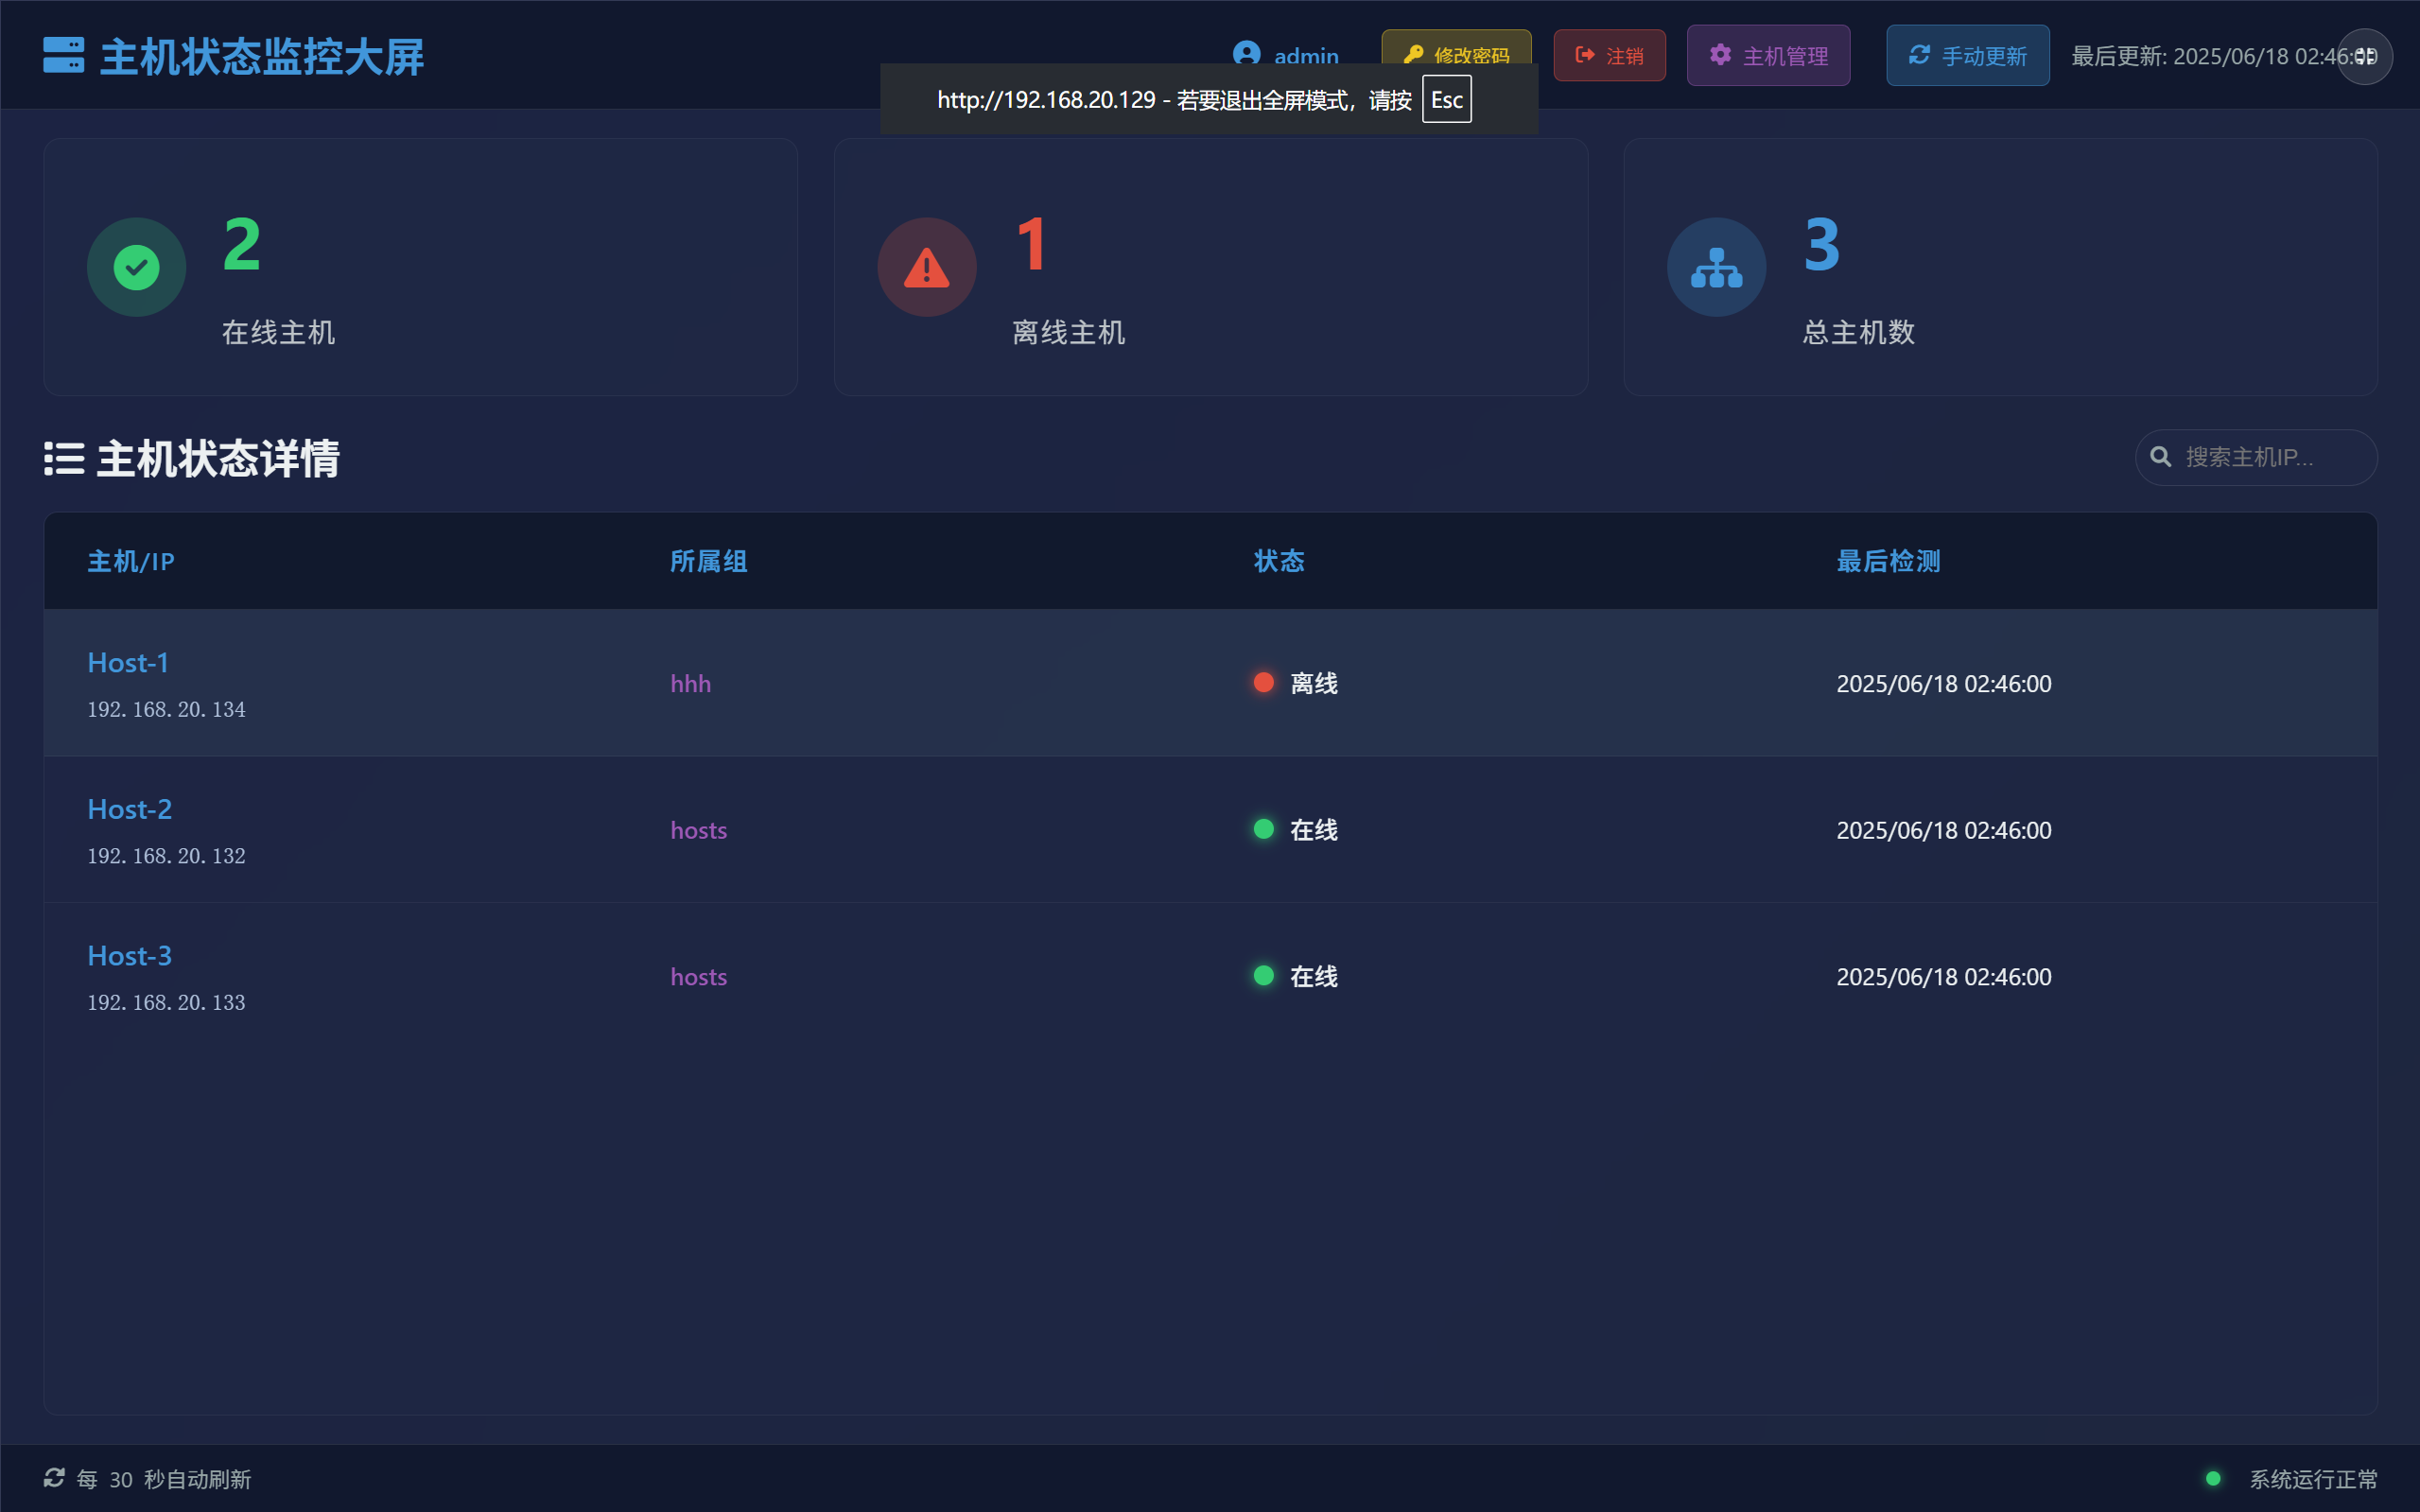 主机状态监控大屏
admin
修改密码
注销
主机管理
手动更新
最后更新: 2025/06/18 02:46:00
http://192.168.20.129 - 若要退出全屏模式，请按 Esc
2
在线主机
1
离线主机
3
总主机数
主机状态详情
搜索主机IP...
主机/IP 所属组 状态 最后检测
Host-1
192.168.20.134
hhh
离线
2025/06/18 02:46:00
Host-2
192.168.20.132
hosts
在线
2025/06/18 02:46:00
Host-3
192.168.20.133
hosts
在线
2025/06/18 02:46:00
每 30 秒自动刷新
系统运行正常